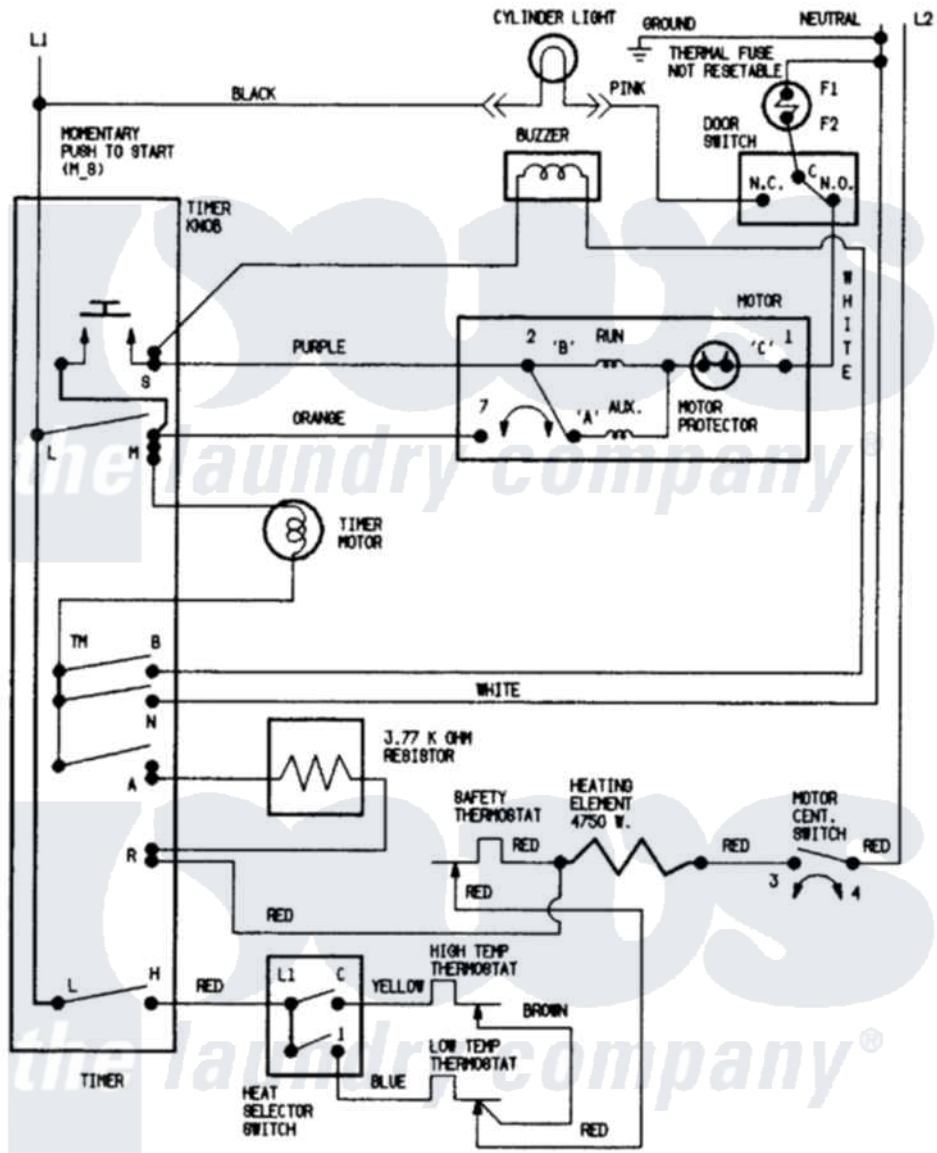 CYLINDER LIGHT
GROUND
NEUTRAL
L2
L1
THERMAL FUSE
NOT RESETABLE
F1
F2
BLACK
PINK
MOMENTARY
PUSH TO START
(M_S)
BUZZER
DOOR
SWITCH
C
N.C.
N.O.
TIMER
KNOB
WHITE
MOTOR
PURPLE
2
'B'
RUN
'C'
1
S
7
'A'
AUX.
MOTOR
PROTECTOR
ORANGE
L
M
the laundry company®
TIMER
MOTOR
TM
B
WHITE
N
3.77 K OHM
RESISTOR
A
SAFETY
THERMOSTAT
HEATING
ELEMENT
4750 W.
MOTOR
CENT.
SWITCH
R
RED
RED
RED
3
4
RED
RED
HIGH TEMP
THERMOSTAT
L
H
RED
L1
C
YELLOW
BROWN
1
LOW TEMP
THERMOSTAT
the laundry company®
TIMER
BLUE
HEAT
SELECTOR
SWITCH
RED